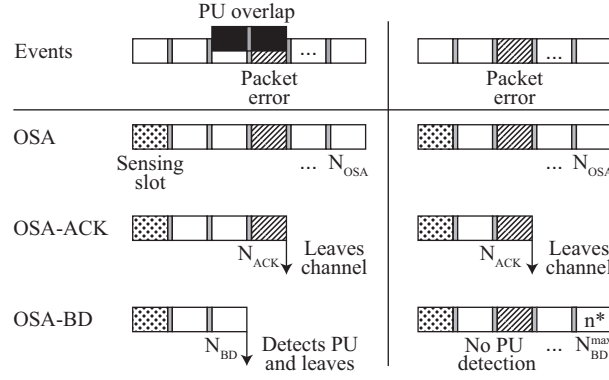 PU overlap
Events
...
...
Packet
error
Packet
error
OSA
Sensing
slot
... N_OSA
... N_OSA
OSA-ACK
N_ACK
Leaves
channel
N_ACK
Leaves
channel
OSA-BD
n*
N_BD
Detects PU
and leaves
No PU
detection
... N_BD^max